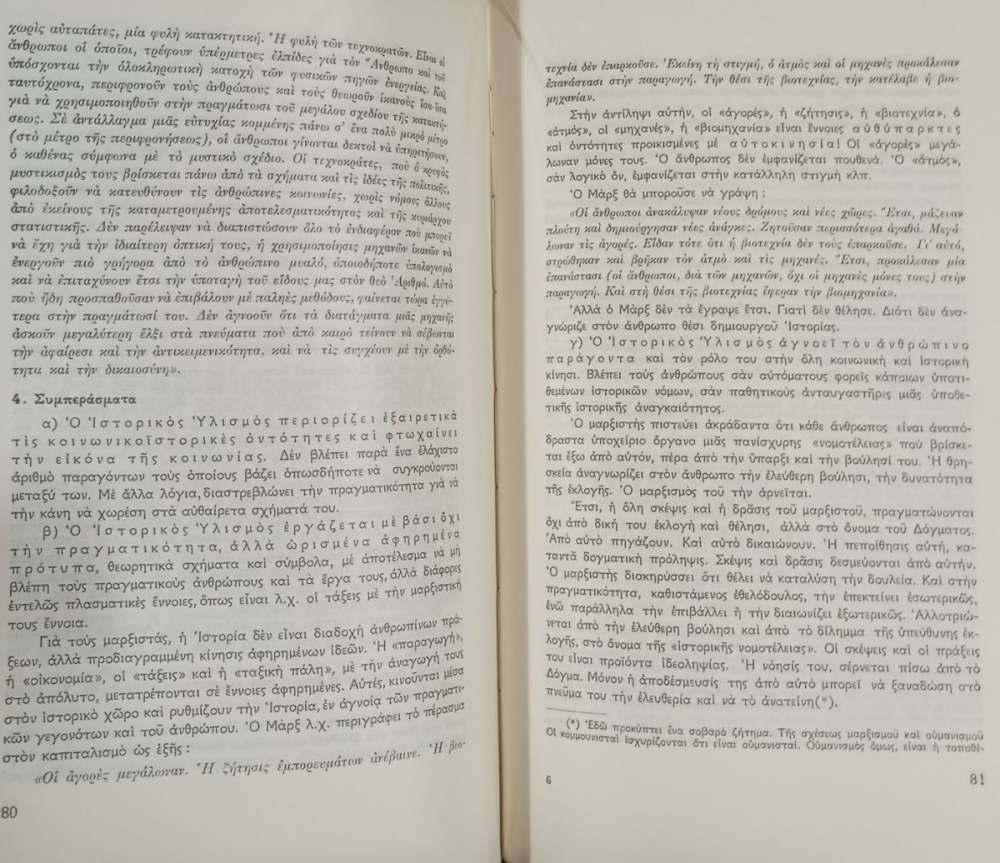 χωρὶς αὐταπάτες, μία φυλὴ κατακτητική. Ἡ φυλὴ τῶν τεχνοκρατῶν. Εἶναι οἱ
ἄνθρωποι οἱ ὁποῖοι, τρέφουν ὑπέρμετρες ἐλπίδες γιὰ τὸν Ἄνθρωπο καὶ τοῦ
ὑπόσχονται τὴν ὁλοκληρωτικὴ κατοχὴ τῶν φυσικῶν πηγῶν ἐνεργείας. Καὶ
ταυτόχρονα, περιφρονοῦν τοὺς ἀνθρώπους καὶ τοὺς θεωροῦν ἱκανοὺς ἴσα-ἴσα
γιὰ νὰ χρησιμοποιηθοῦν στὴν πραγμάτωσι τοῦ μεγάλου σχεδίου τῆς κατακτή-
σεως. Σὲ ἀντάλλαγμα μιᾶς εὐτυχίας κομμένης πάνω σ' ἕνα πολὺ μικρὸ μέτρο
(στὸ μέτρο τῆς περιφρονήσεως), οἱ ἄνθρωποι γίνονται δεκτοὶ νὰ ὑπηρετήσουν,
ὁ καθένας σύμφωνα μὲ τὸ μυστικὸ σχέδιο. Οἱ τεχνοκράτες, ποὺ ὁ κρυφὸς
μυστικισμός τους βρίσκεται πάνω ἀπὸ τὰ σχήματα καὶ τὶς ἰδέες τῆς πολιτικῆς,
φιλοδοξοῦν νὰ κατευθύνουν τὶς ἀνθρώπινες κοινωνίες, χωρὶς νόμους ἄλλους
ἀπὸ ἐκείνους τῆς καταμετρουμένης ἀποτελεσματικότητος καὶ τῆς κυριάρχου
στατιστικῆς. Δὲν παρέλειψαν νὰ διαπιστώσουν ὅλο τὸ ἐνδιαφέρον ποὺ μπορεῖ
νὰ ἔχη γιὰ τὴν ἰδιαίτερη ὀπτική τους, ἡ χρησιμοποίησις μηχανῶν ἱκανῶν νὰ
ἐνεργοῦν πιὸ γρήγορα ἀπὸ τὸ ἀνθρώπινο μυαλό, ὁποιοδήποτε ὑπολογισμὸ
καὶ νὰ ἐπιταχύνουν ἔτσι τὴν ὑποταγὴ τοῦ εἴδους μας στὸν θεὸ Ἀριθμό. Αὐτὸ
ποὺ ἤδη προσπαθοῦσαν νὰ ἐπιβάλουν μὲ παληὲς μεθόδους, φαίνεται τώρα ἐγγύ-
τερα στὴν πραγμάτωσί του. Δὲν ἀγνοοῦν ὅτι τὰ διατάγματα μιᾶς μηχανῆς
ἀσκοῦν μεγαλύτερη ἕλξι στὰ πνεύματα ποὺ ἀπὸ καιρὸ τείνουν νὰ σέβωνται
τὴν ἀφαίρεσι καὶ τὴν ἀντικειμενικότητα, καὶ νὰ τὶς συγχέουν μὲ τὴν ὀρθό-
τητα καὶ τὴν δικαιοσύνη».
4. Συμπεράσματα
α) Ὁ Ἱστορικὸς Ὑλισμὸς περιορίζει ἐξαιρετικὰ
τὶς κοινωνικοϊστορικὲς ὀντότητες καὶ φτωχαίνει
τὴν εἰκόνα τῆς κοινωνίας. Δὲν βλέπει παρὰ ἕνα ἐλάχιστο
ἀριθμὸ παραγόντων τοὺς ὁποίους βάζει ὁπωσδήποτε νὰ συγκρούωνται
μεταξύ των. Μὲ ἄλλα λόγια, διαστρεβλώνει τὴν πραγματικότητα γιὰ νὰ
τὴν κάνη νὰ χωρέση στὰ αὐθαίρετα σχήματά του.
β) Ὁ Ἱστορικὸς Ὑλισμὸς ἐργάζεται μὲ βάσι ὄχι
τὴν πραγματικότητα, ἀλλὰ ὡρισμένα ἀφηρημένα
πρότυπα, θεωρητικὰ σχήματα καὶ σύμβολα, μὲ ἀποτέλεσμα νὰ μὴ
βλέπη τοὺς πραγματικοὺς ἀνθρώπους καὶ τὰ ἔργα τους, ἀλλὰ διάφορες
ἐντελῶς πλασματικὲς ἔννοιες, ὅπως εἶναι λ.χ. οἱ τάξεις μὲ τὴν μαρξιστική
τους ἔννοια.
Γιὰ τοὺς μαρξιστάς, ἡ Ἱστορία δὲν εἶναι διαδοχὴ ἀνθρωπίνων πρά-
ξεων, ἀλλὰ προδιαγραμμένη κίνησις ἀφηρημένων ἰδεῶν. Ἡ «παραγωγή»,
ἡ «οἰκονομία», οἱ «τάξεις» καὶ ἡ «ταξικὴ πάλη», μὲ τὴν ἀναγωγή τους
στὸ ἀπόλυτο, μετατρέπονται σὲ ἔννοιες ἀφηρημένες. Αὐτές, κινοῦνται μέσα
στὸν ἱστορικὸ χῶρο καὶ ρυθμίζουν τὴν Ἱστορία, ἐν ἀγνοίᾳ τῶν πραγματι-
κῶν γεγονότων καὶ τοῦ ἀνθρώπου. Ὁ Μὰρξ λ.χ. περιγράφει τὸ πέρασμα
στὸν καπιταλισμὸ ὡς ἑξῆς:
«Οἱ ἀγορὲς μεγάλωναν. Ἡ ζήτησις ἐμπορευμάτων ἀνέβαινε. Ἡ βιο-
80
τεχνία δὲν ἐπαρκοῦσε. Ἐκείνη τὴ στιγμή, ὁ ἀτμὸς καὶ οἱ μηχανὲς προκάλεσαν
ἐπανάστασι στὴν παραγωγή. Τὴν θέσι τῆς βιοτεχνίας, τὴν κατέλαβε ἡ βιο-
μηχανία».
Στὴν ἀντίληψι αὐτήν, οἱ «ἀγορές», ἡ «ζήτησις», ἡ «βιοτεχνία», ὁ
«ἀτμός», οἱ «μηχανές», ἡ «βιομηχανία» εἶναι ἔννοιες αὐθύπαρκτες
καὶ ὀντότητες προικισμένες μὲ αὐτοκινησία! Οἱ «ἀγορὲς» μεγά-
λωναν μόνες τους. Ὁ ἄνθρωπος δὲν ἐμφανίζεται πουθενά. Ὁ «ἀτμός»,
σὰν λογικὸ ὄν, ἐμφανίζεται στὴν κατάλληλη στιγμὴ κλπ.
Ὁ Μὰρξ θὰ μποροῦσε νὰ γράψη:
«Οἱ ἄνθρωποι ἀνακάλυψαν νέους δρόμους καὶ νέες χῶρες. Ἔτσι, μάζεψαν
πλούτη καὶ δημιούργησαν νέες ἀνάγκες. Ζητοῦσαν περισσότερα ἀγαθά. Μεγά-
λωναν τὶς ἀγορές. Εἶδαν τότε ὅτι ἡ βιοτεχνία δὲν τοὺς ἐπαρκοῦσε. Γι' αὐτό,
στρώθηκαν καὶ βρῆκαν τὸν ἀτμὸ καὶ τὶς μηχανές. Ἔτσι, προκάλεσαν μία
ἐπανάστασι (οἱ ἄνθρωποι, διὰ τῶν μηχανῶν, ὄχι οἱ μηχανὲς μόνες τους) στὴν
παραγωγή. Καὶ στὴ θέσι τῆς βιοτεχνίας ἔφεραν τὴν βιομηχανία».
Ἀλλὰ ὁ Μὰρξ δὲν τὰ ἔγραψε ἔτσι. Γιατὶ δὲν θέλησε. Διότι δὲν ἀνα-
γνώριζε στὸν ἄνθρωπο θέσι δημιουργοῦ Ἱστορίας.
γ) Ὁ Ἱστορικὸς Ὑλισμὸς ἀγνοεῖ τὸν ἀνθρώπινο
παράγοντα καὶ τὸν ρόλο του στὴν ὅλη κοινωνικὴ καὶ ἱστορικὴ
κίνησι. Βλέπει τοὺς ἀνθρώπους σὰν αὐτόματους φορεῖς κάποιων ὑποτι-
θεμένων ἱστορικῶν νόμων, σὰν παθητικοὺς ἀνταυγαστῆρες μιᾶς ὑποθε-
τικῆς ἱστορικῆς ἀναγκαιότητος.
Ὁ μαρξιστὴς πιστεύει ἀκράδαντα ὅτι κάθε ἄνθρωπος εἶναι ἀναπό-
δραστα ὑποχείριο ὄργανο μιᾶς πανίσχυρης «νομοτέλειας» ποὺ βρίσκε-
ται ἔξω ἀπὸ αὐτόν, πέρα ἀπὸ τὴν ὕπαρξι καὶ τὴν βούλησί του. Ἡ θρη-
σκεία ἀναγνωρίζει στὸν ἄνθρωπο τὴν ἐλεύθερη βούλησι, τὴν δυνατότητα
τῆς ἐκλογῆς. Ὁ μαρξισμὸς τοῦ τὴν ἀρνεῖται.
Ἔτσι, ἡ ὅλη σκέψις καὶ ἡ δρᾶσις τοῦ μαρξιστοῦ, πραγματώνονται
ὄχι ἀπὸ δική του ἐκλογὴ καὶ θέλησι, ἀλλὰ στὸ ὄνομα τοῦ Δόγματος.
Ἀπὸ αὐτὸ πηγάζουν. Καὶ αὐτὸ δικαιώνουν. Ἡ πεποίθησις αὐτή, κα-
ταντᾶ δογματικὴ πρόληψις. Σκέψις καὶ δρᾶσις δεσμεύονται ἀπὸ αὐτήν.
Ὁ μαρξιστὴς διακηρύσσει ὅτι θέλει νὰ καταλύση τὴν δουλεία. Καὶ στὴν
πραγματικότητα, καθιστάμενος ἐθελόδουλος, τὴν ἐπεκτείνει ἐσωτερικῶς,
ἐνῶ παράλληλα τὴν ἐπιβάλλει ἢ τὴν διαιωνίζει ἐξωτερικῶς. Ἀλλοτριώ-
νεται ἀπὸ τὴν ἐλεύθερη βούλησι καὶ ἀπὸ τὸ δίλημμα τῆς ὑπεύθυνης ἐκ-
λογῆς, στὸ ὄνομα τῆς «ἱστορικῆς νομοτέλειας». Οἱ σκέψεις καὶ οἱ πράξεις
του εἶναι προϊόντα ἰδεοληψίας. Ἡ νόησίς του, σέρνεται πίσω ἀπὸ τὸ
Δόγμα. Μόνον ἡ ἀποδέσμευσίς της ἀπὸ αὐτὸ μπορεῖ νὰ ξαναδώση στὸ
πνεῦμα του τὴν ἐλευθερία καὶ νὰ τὸ ἀνατείνη(*).
(*) Ἐδῶ προκύπτει ἕνα σοβαρὸ ζήτημα. Τῆς σχέσεως μαρξισμοῦ καὶ οὑμανισμοῦ
Οἱ κομμουνισταὶ ἰσχυρίζονται ὅτι εἶναι οὑμανισταί. Οὑμανισμὸς ὅμως, εἶναι ἡ τοποθέ-
6
81